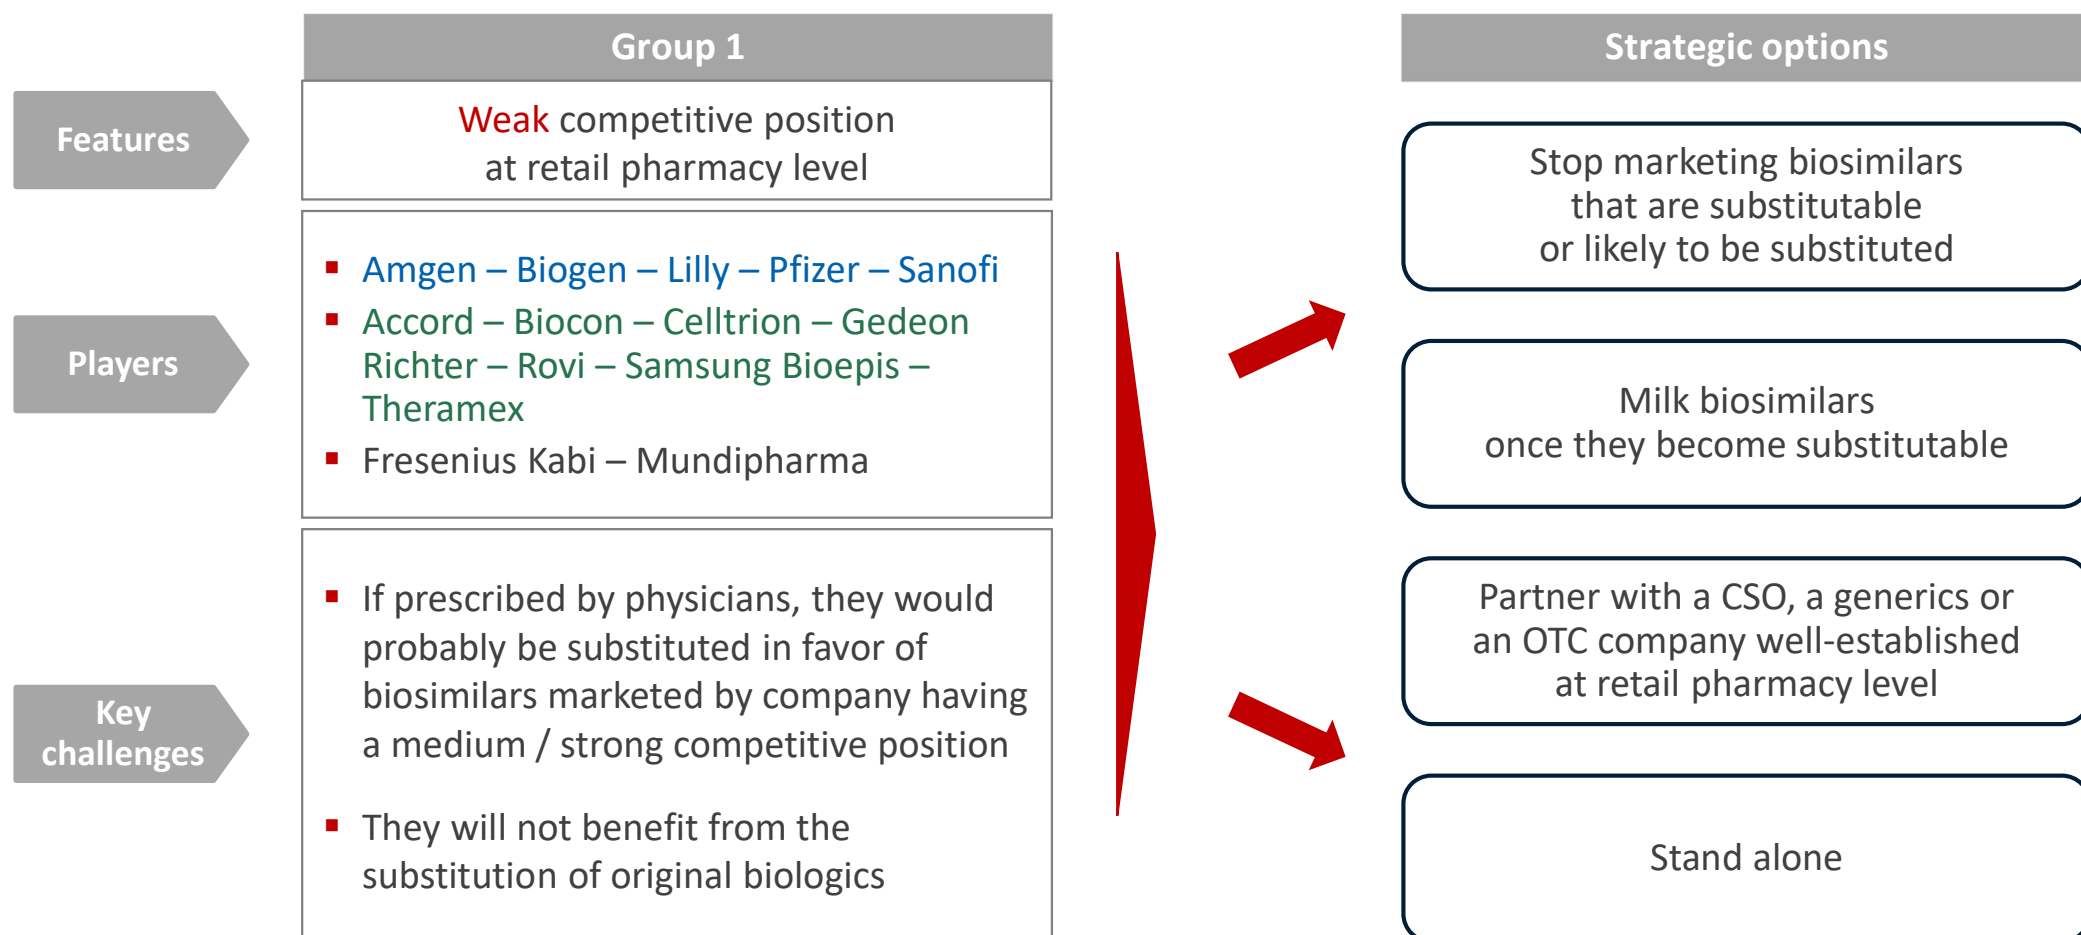 Group 1
Strategic options
Features
Weak competitive position
at retail pharmacy level
Players
▪ Amgen – Biogen – Lilly – Pfizer – Sanofi
▪ Accord – Biocon – Celltrion – Gedeon
Richter – Rovi – Samsung Bioepis –
Theramex
▪ Fresenius Kabi – Mundipharma
Key
challenges
▪ If prescribed by physicians, they would
probably be substituted in favor of
biosimilars marketed by company having
a medium / strong competitive position
▪ They will not benefit from the
substitution of original biologics
Stop marketing biosimilars
that are substitutable
or likely to be substituted
Milk biosimilars
once they become substitutable
Partner with a CSO, a generics or
an OTC company well-established
at retail pharmacy level
Stand alone